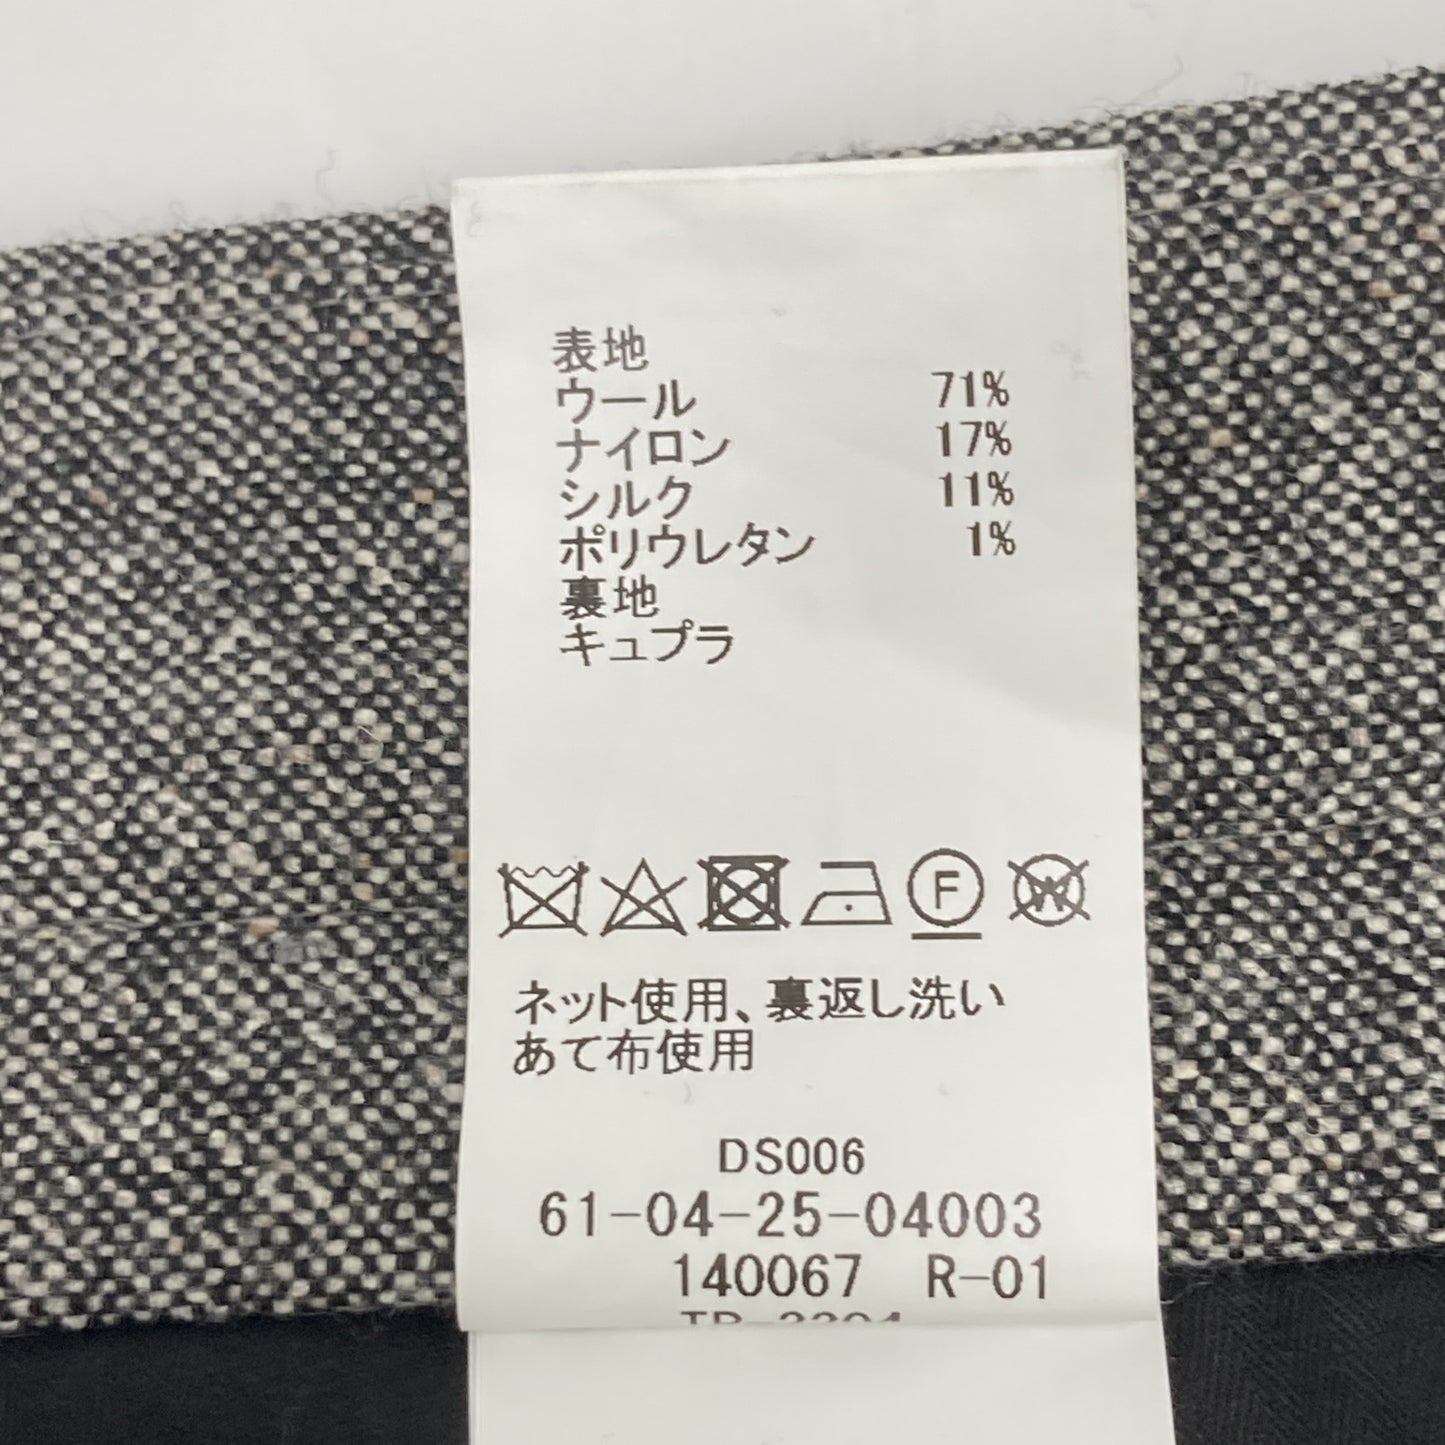 表地
ウール 71%
ナイロン 17%
シルク 11%
ポリウレタン 1%
裏地
キュプラ
F W
ネット使用、裏返し洗い
あて布使用
DS006
61-04-25-04003
140067 R-01